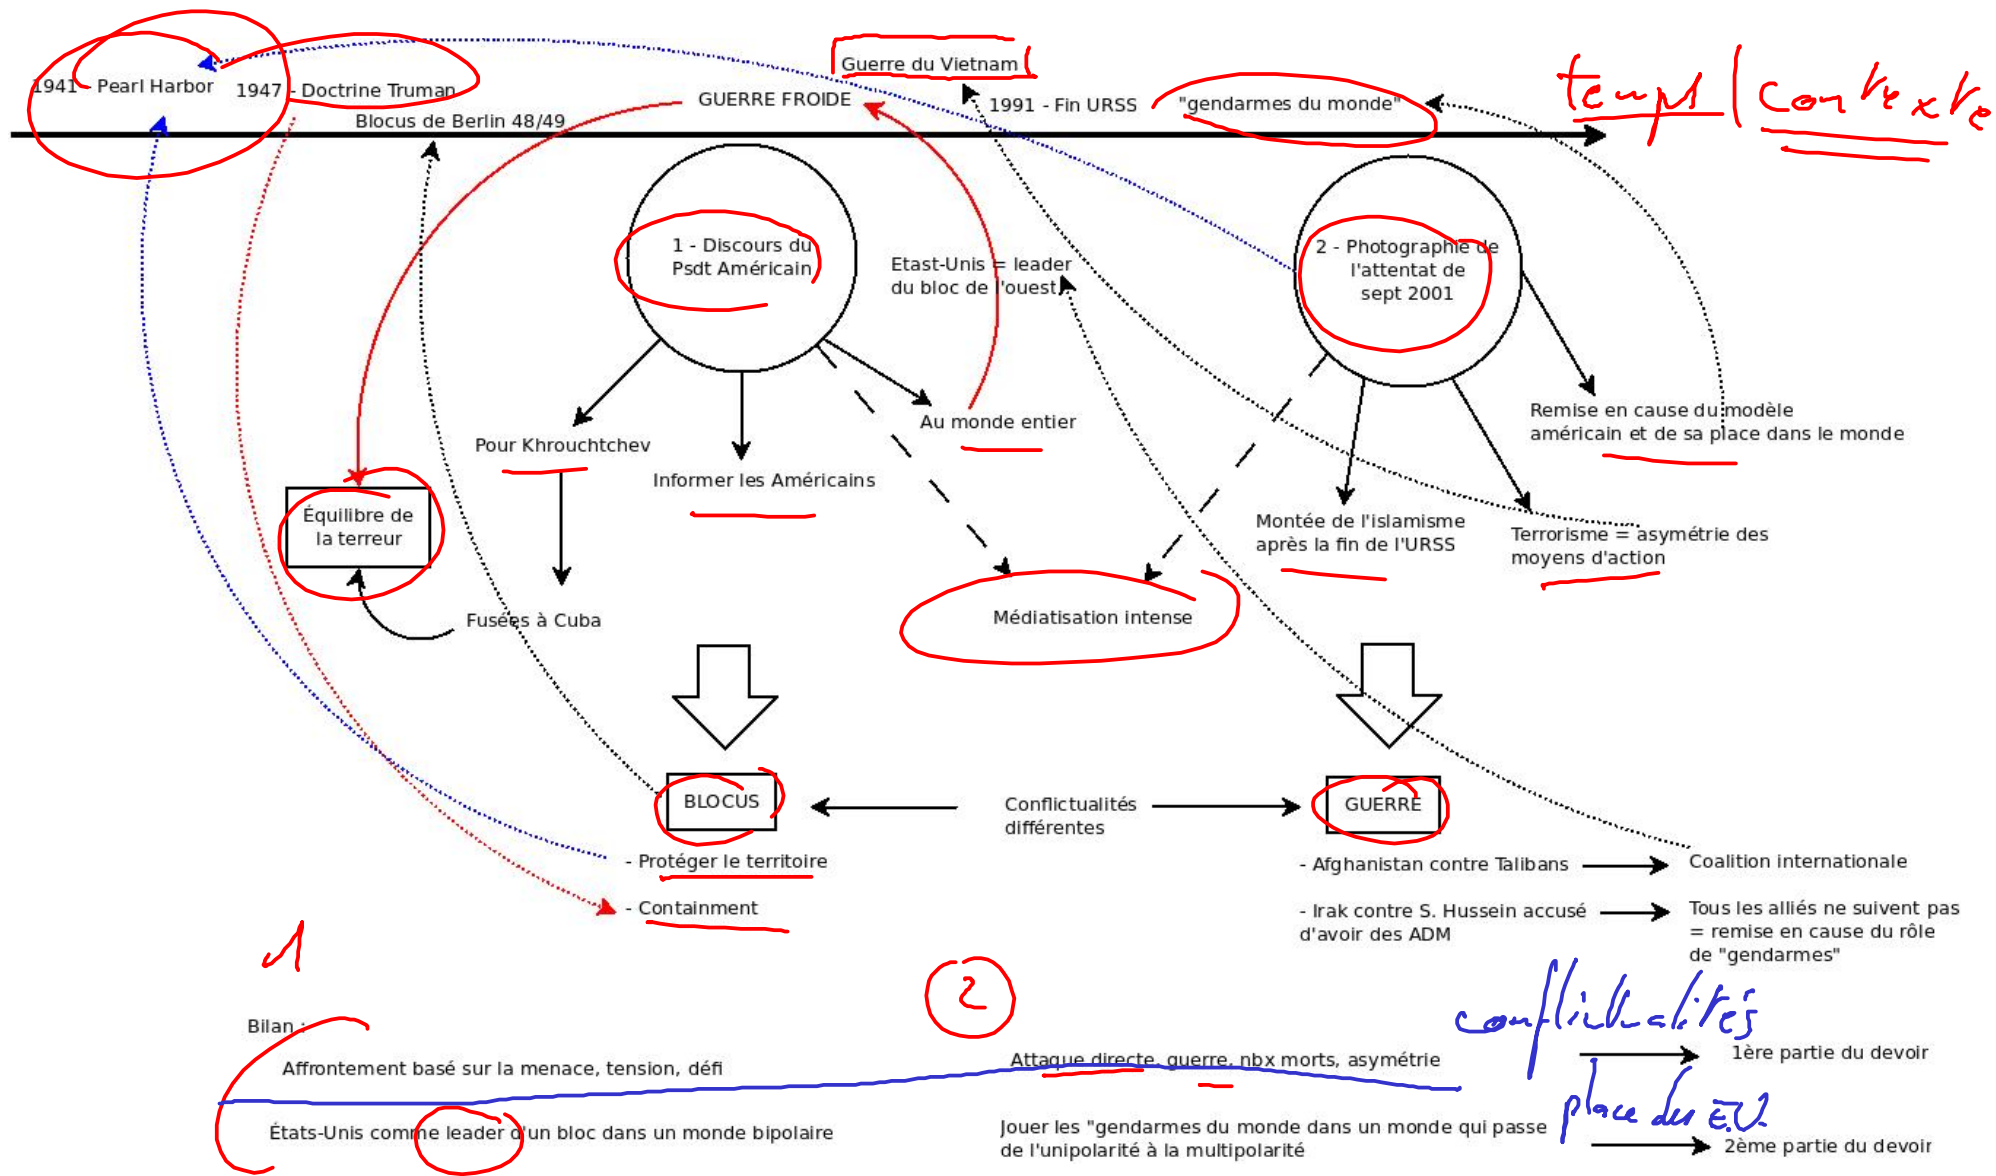 1941 - Pearl Harbor
1947 - Doctrine Truman
Blocus de Berlin 48/49
GUERRE FROIDE
Guerre du Vietnam
1991 - Fin URSS
"gendarmes du monde"
temps | contexte
1 - Discours du
Psdt Américain
Etast-Unis = leader
du bloc de l'ouest
2 - Photographie de
l'attentat de
sept 2001
Pour Khrouchtchev
Informer les Américains
Au monde entier
Remise en cause du modèle
américain et de sa place dans le monde
Équilibre de
la terreur
Montée de l'islamisme
après la fin de l'URSS
Terrorisme = asymétrie des
moyens d'action
Fusées à Cuba
Médiatisation intense
BLOCUS
Conflictualités
différentes
GUERRE
- Protéger le territoire
- Containment
- Afghanistan contre Talibans
Coalition internationale
- Irak contre S. Hussein accusé
d'avoir des ADM
Tous les alliés ne suivent pas
= remise en cause du rôle
de "gendarmes"
1
2
Bilan :
conflictualités
Affrontement basé sur la menace, tension, défi
Attaque directe, guerre, nbx morts, asymétrie
1ère partie du devoir
place des E.U.
États-Unis comme leader d'un bloc dans un monde bipolaire
Jouer les "gendarmes du monde dans un monde qui passe
de l'unipolarité à la multipolarité
2ème partie du devoir